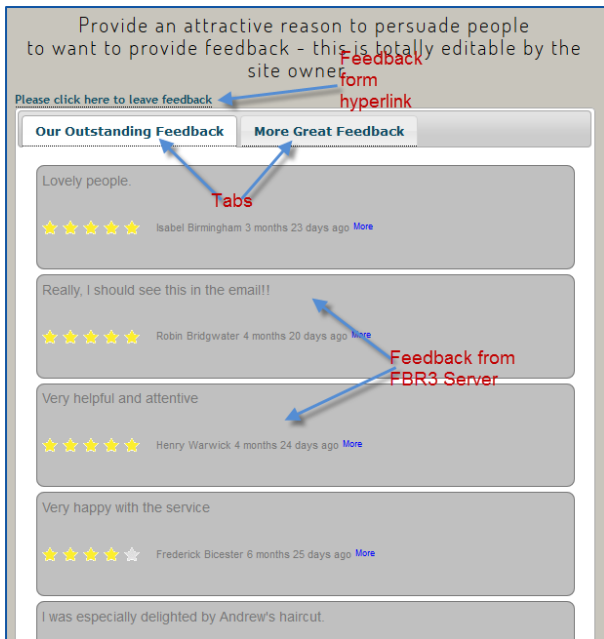 Provide an attractive reason to persuade people
to want to provide feedback - this is totally editable by the
site owner
Feedback
form
hyperlink
Please click here to leave feedback
Our Outstanding Feedback
More Great Feedback
Lovely people.
Tabs
Isabel Birmingham 3 months 23 days ago More
Really, I should see this in the email!!
Robin Bridgwater 4 months 20 days ago More
Feedback from
FBR3 Server
Very helpful and attentive
Henry Warwick 4 months 24 days ago More
Very happy with the service
Frederick Bicester 6 months 25 days ago More
I was especially delighted by Andrew's haircut.